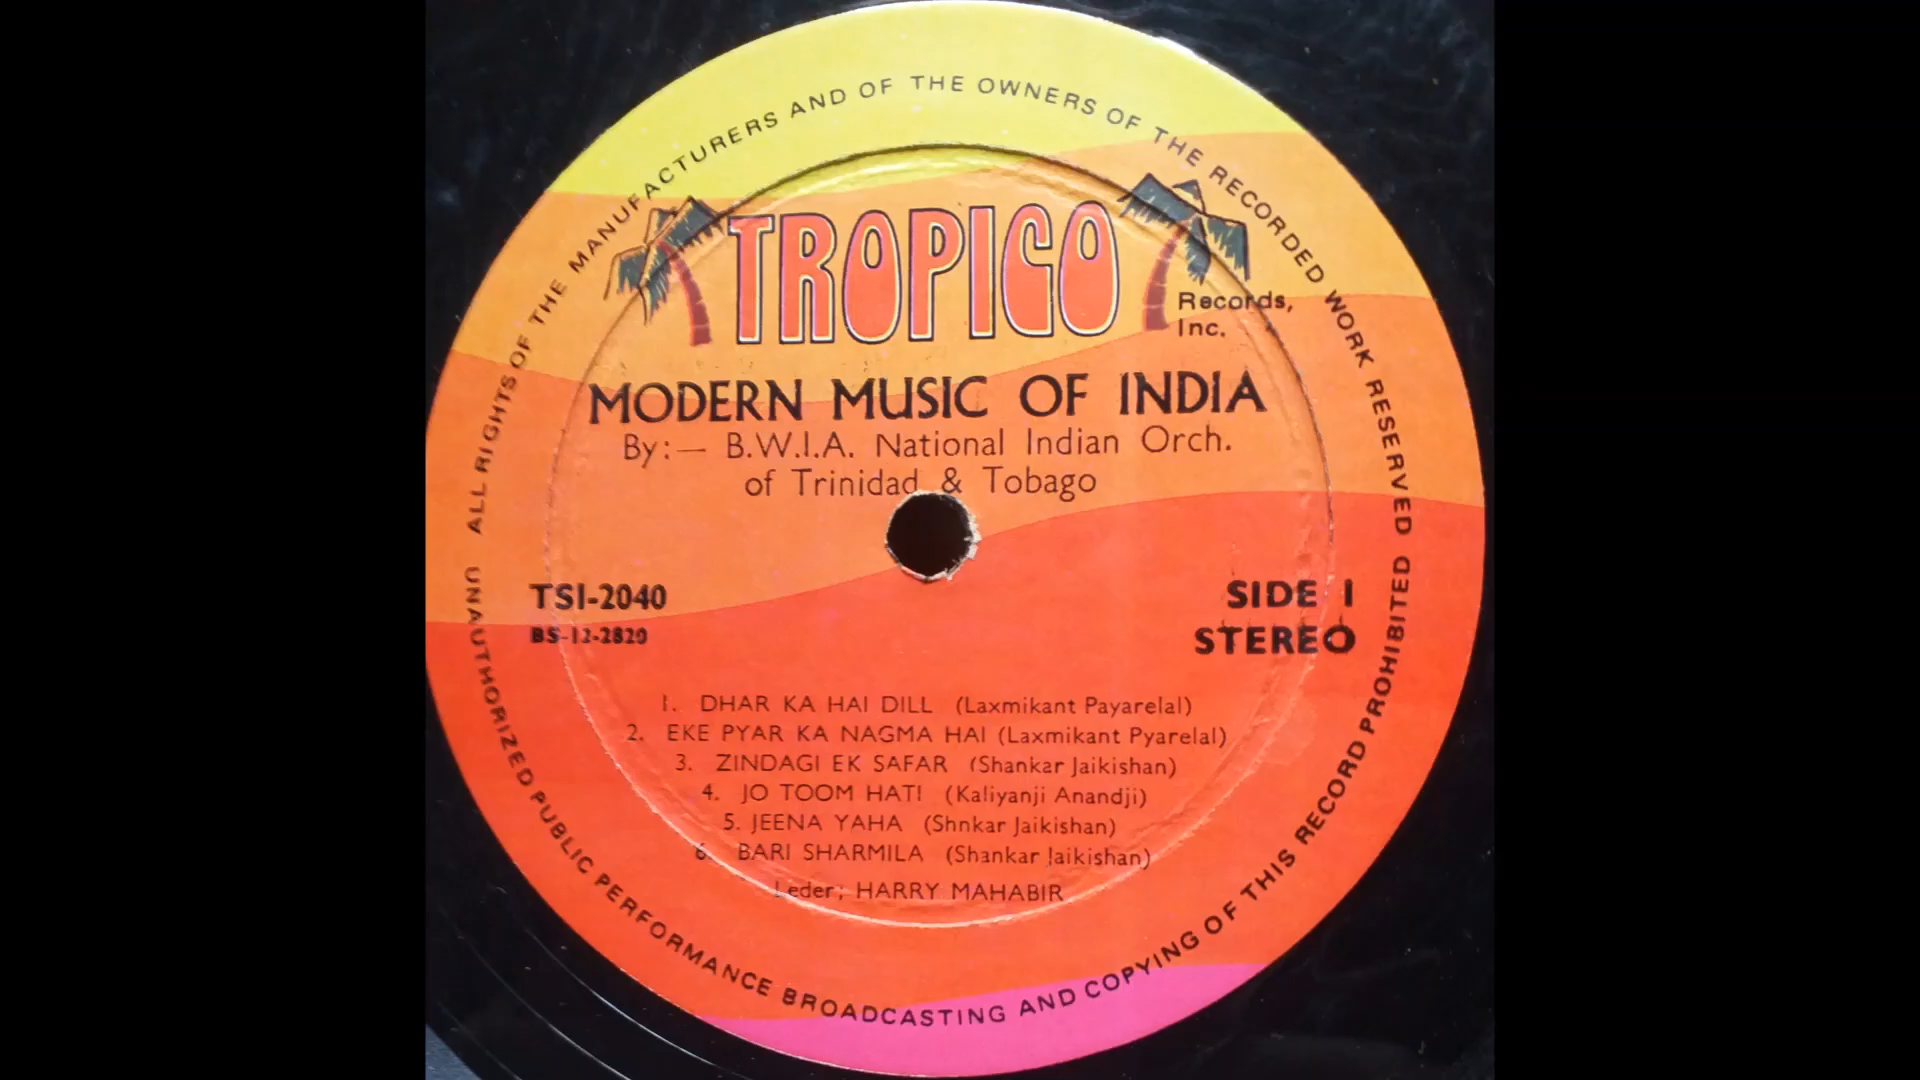 ALL RIGHTS OF THE MANUFACTURERS AND OF THE OWNERS OF THE RECORDED WORK RESERVED
TROPICO
Records,
Inc.
MODERN MUSIC OF INDIA
By:— B.W.I.A. National Indian Orch.
of Trinidad & Tobago
TSI-2040
BS-12-2820
SIDE 1
STEREO
1. DHAR KA HAI DILL (Laxmikant Payarelal)
2. EKE PYAR KA NAGMA HAI (Laxmikant Pyarelal)
3. ZINDAGI EK SAFAR (Shankar Jaikishan)
4. JO TOOM HATI (Kaliyanji Anandji)
5. JEENA YAHA (Shnkar Jaikishan)
6. BARI SHARMILA (Shankar Jaikishan)
Leder; HARRY MAHABIR
UNAUTHORIZED PUBLIC PERFORMANCE BROADCASTING AND COPYING OF THIS RECORD PROHIBITED